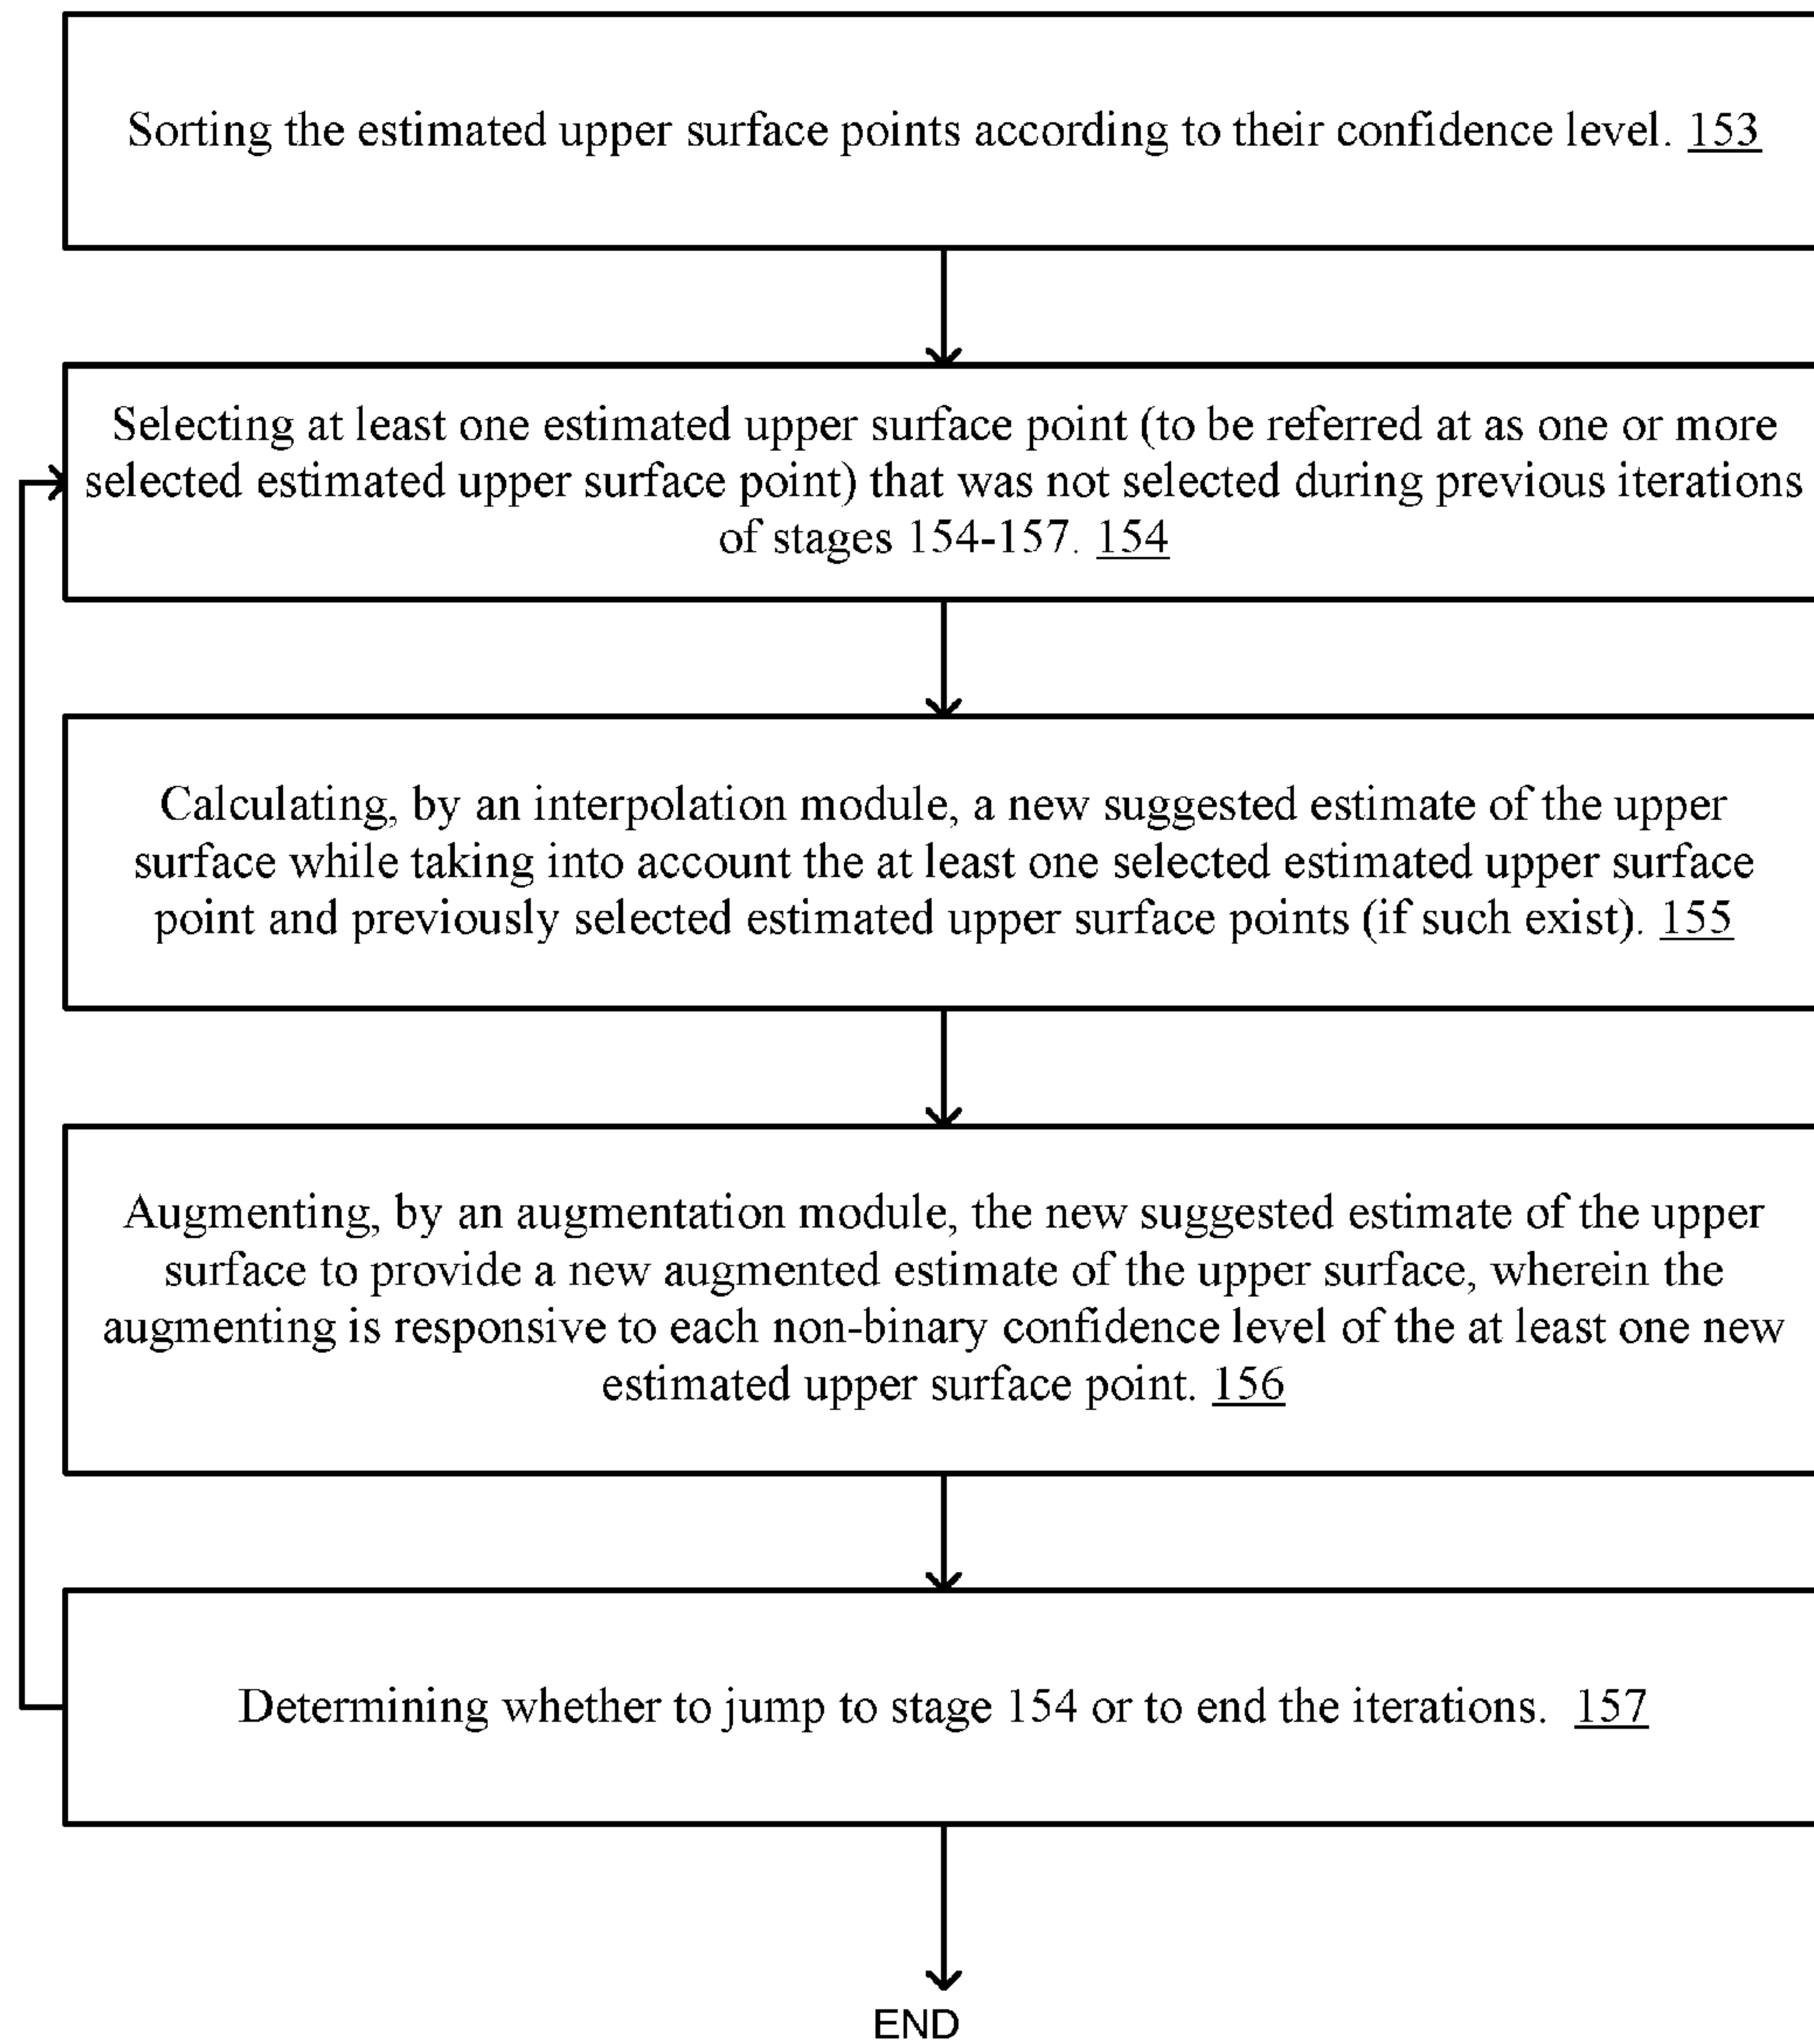 Sorting the estimated upper surface points according to their confidence level. 153
Selecting at least one estimated upper surface point (to be referred at as one or more
selected estimated upper surface point) that was not selected during previous iterations
of stages 154-157. 154
Calculating, by an interpolation module, a new suggested estimate of the upper
surface while taking into account the at least one selected estimated upper surface
point and previously selected estimated upper surface points (if such exist). 155
Augmenting, by an augmentation module, the new suggested estimate of the upper
surface to provide a new augmented estimate of the upper surface, wherein the
augmenting is responsive to each non-binary confidence level of the at least one new
estimated upper surface point. 156
Determining whether to jump to stage 154 or to end the iterations. 157
END